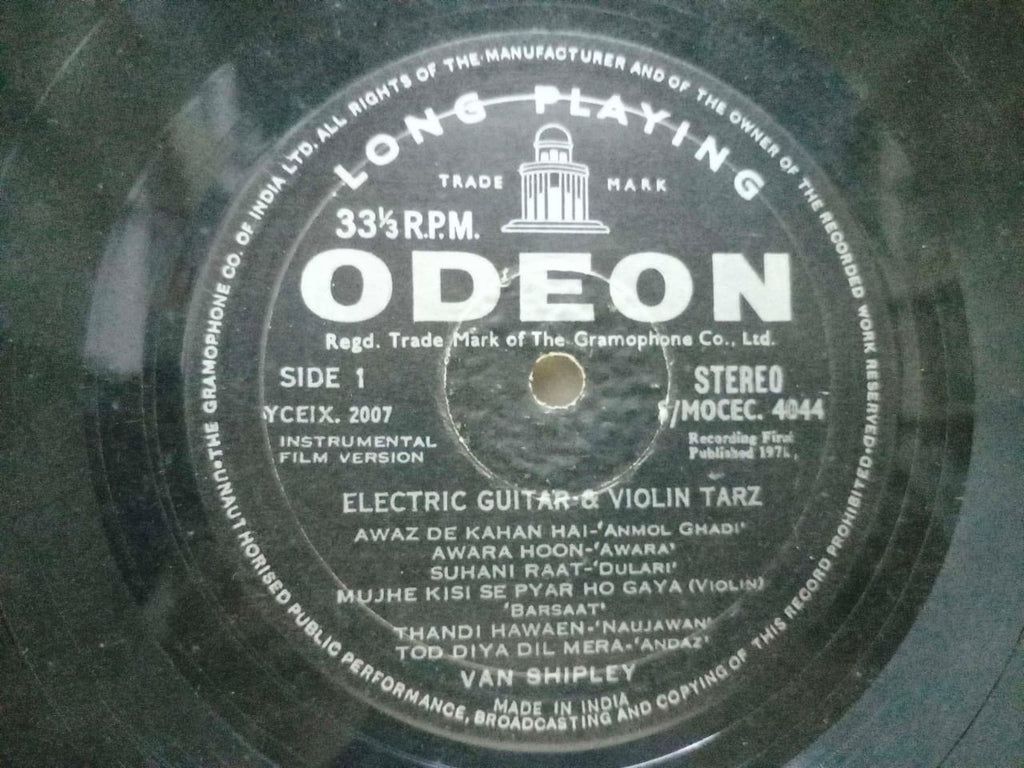 THE GRAMOPHONE CO. OF INDIA LTD. ALL RIGHTS OF THE MANUFACTURER AND OF THE OWNER OF THE RECORDED WORK RESERVED • UNAUTHORISED PUBLIC PERFORMANCE, BROADCASTING AND COPYING OF THIS RECORD PROHIBITED •
LONG PLAYING
TRADE MARK
33⅓ R.P.M.
ODEON
Regd. Trade Mark of The Gramophone Co., Ltd.
SIDE 1
STEREO
YCEIX. 2007
/MOCEC. 4044
INSTRUMENTAL
FILM VERSION
Recording First
Published
ELECTRIC GUITAR & VIOLIN TARZ
AWAZ DE KAHAN HAI-'ANMOL GHADI'
AWARA HOON-'AWARA'
SUHANI RAAT-'DULARI'
MUJHE KISI SE PYAR HO GAYA (VIOLIN)
'BARSAAT'
THANDI HAWAEN-'NAUJAWAN'
TOD DIYA DIL MERA-'ANDAZ'
VAN SHIPLEY
MADE IN INDIA